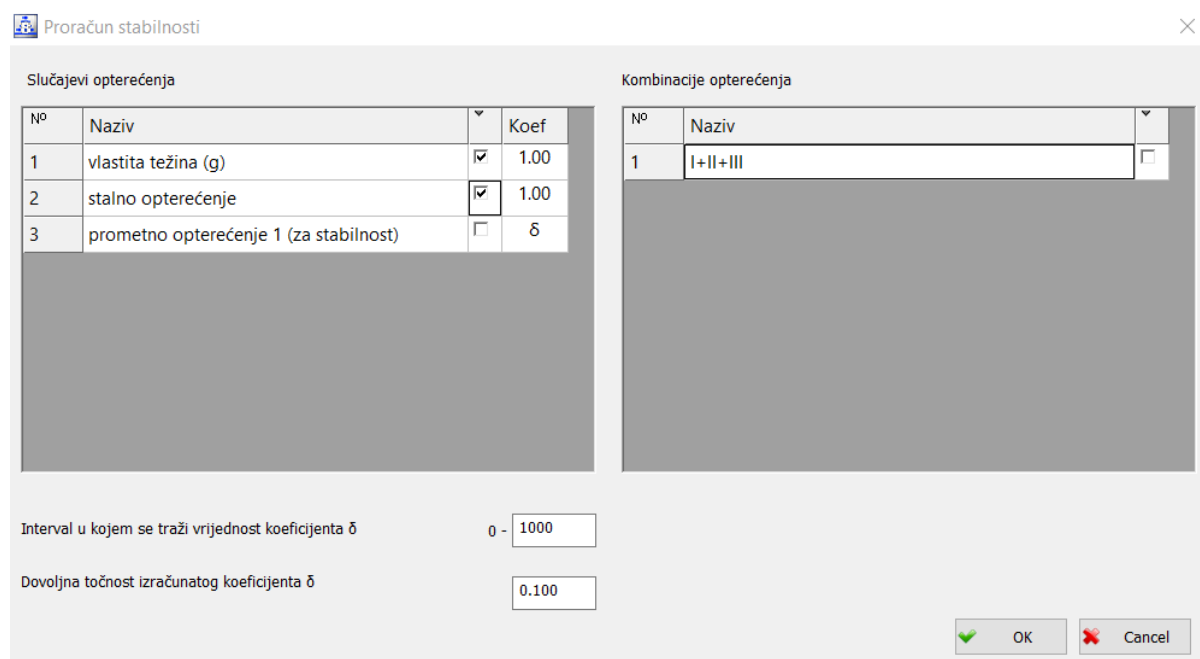 Proračun stabilnosti
Slučajevi opterećenja
Nº Naziv Koef
1 vlastita težina (g) 1.00
2 stalno opterećenje 1.00
3 prometno opterećenje 1 (za stabilnost) δ
Kombinacije opterećenja
Nº Naziv
1 I+II+III
Interval u kojem se traži vrijednost koeficijenta δ 0 - 1000
Dovoljna točnost izračunatog koeficijenta δ 0.100
OK Cancel